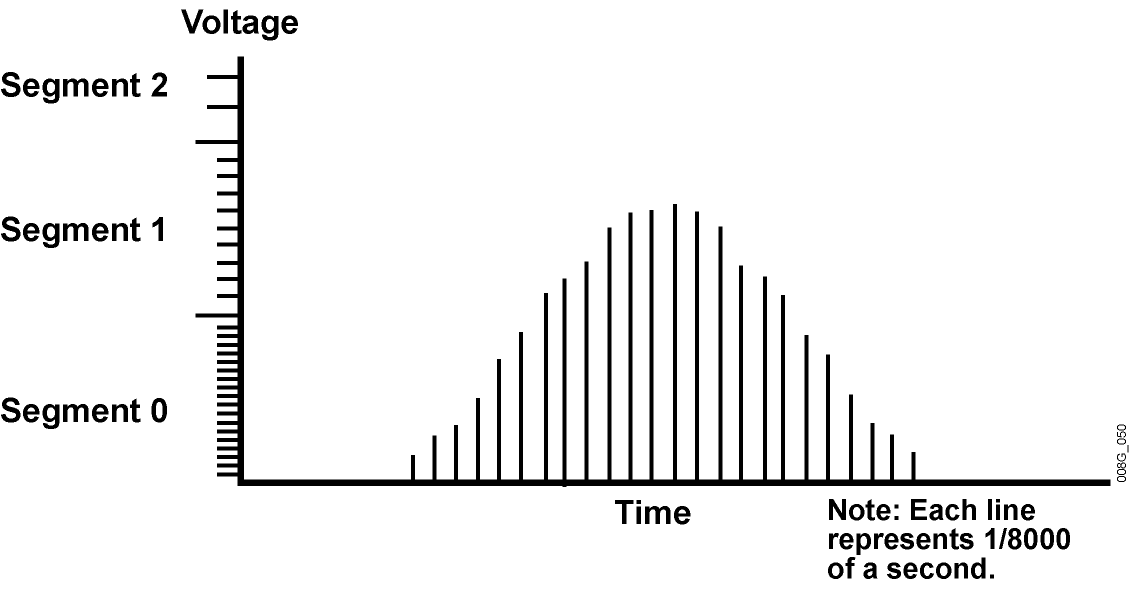 Voltage
Segment 2
Segment 1
Segment 0
Time
Note: Each line
represents 1/8000
of a second.
008G_050